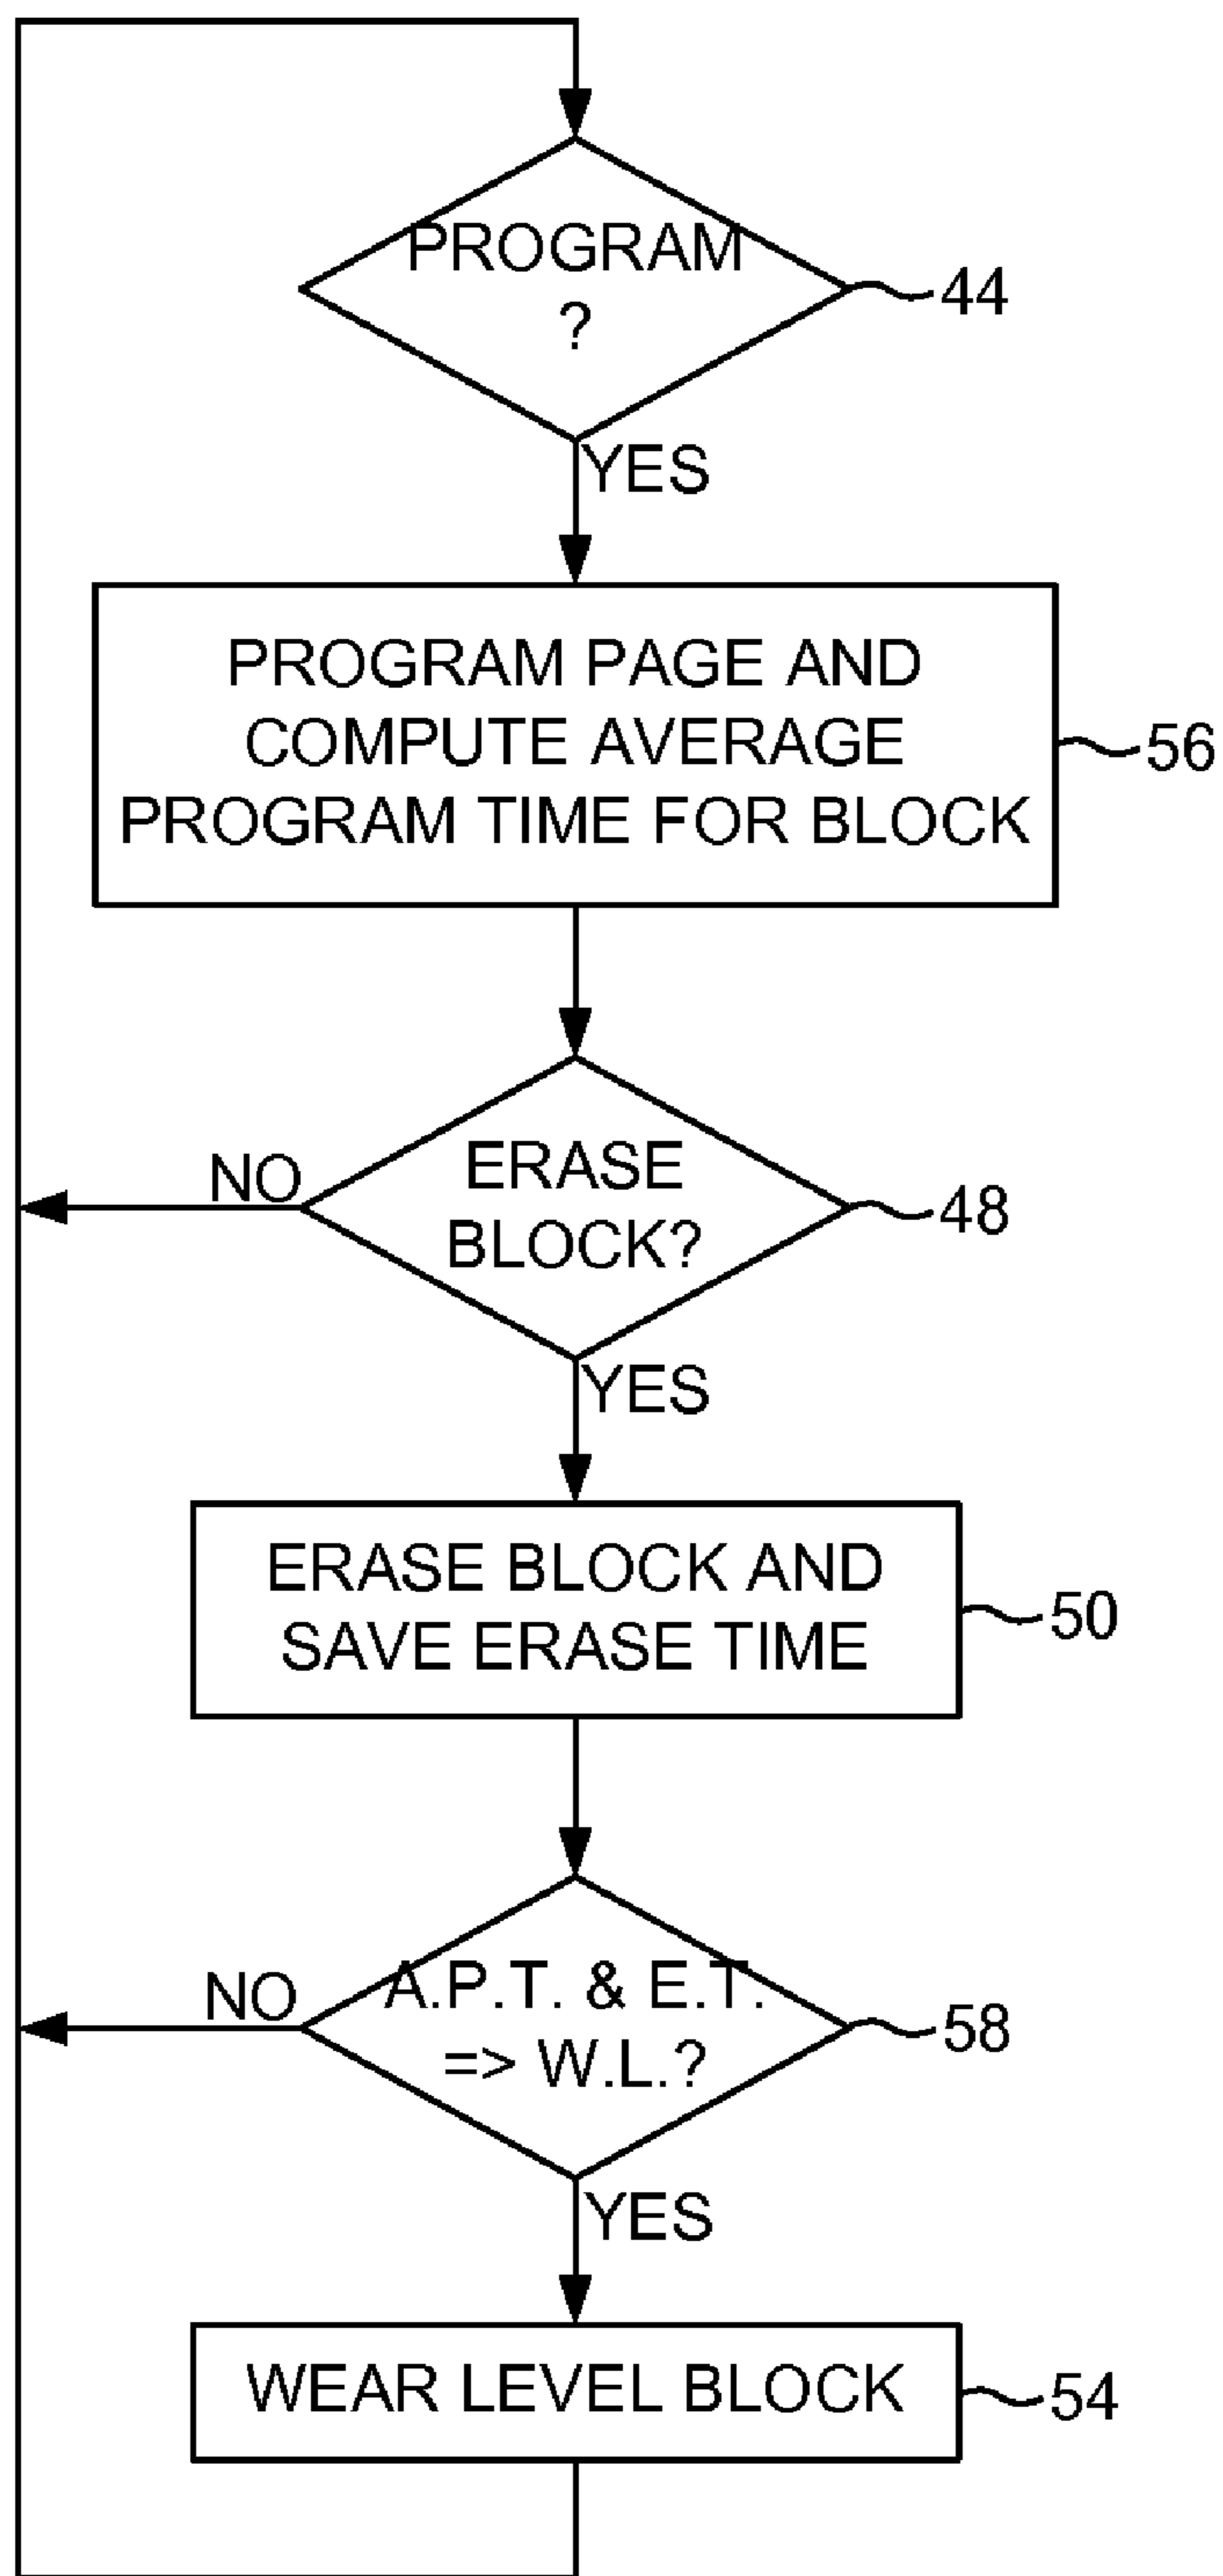 PROGRAM
?
44
YES
PROGRAM PAGE AND
COMPUTE AVERAGE
PROGRAM TIME FOR BLOCK
56
NO
ERASE
BLOCK?
48
YES
ERASE BLOCK AND
SAVE ERASE TIME
50
NO
A.P.T. & E.T.
=> W.L.?
58
YES
WEAR LEVEL BLOCK
54